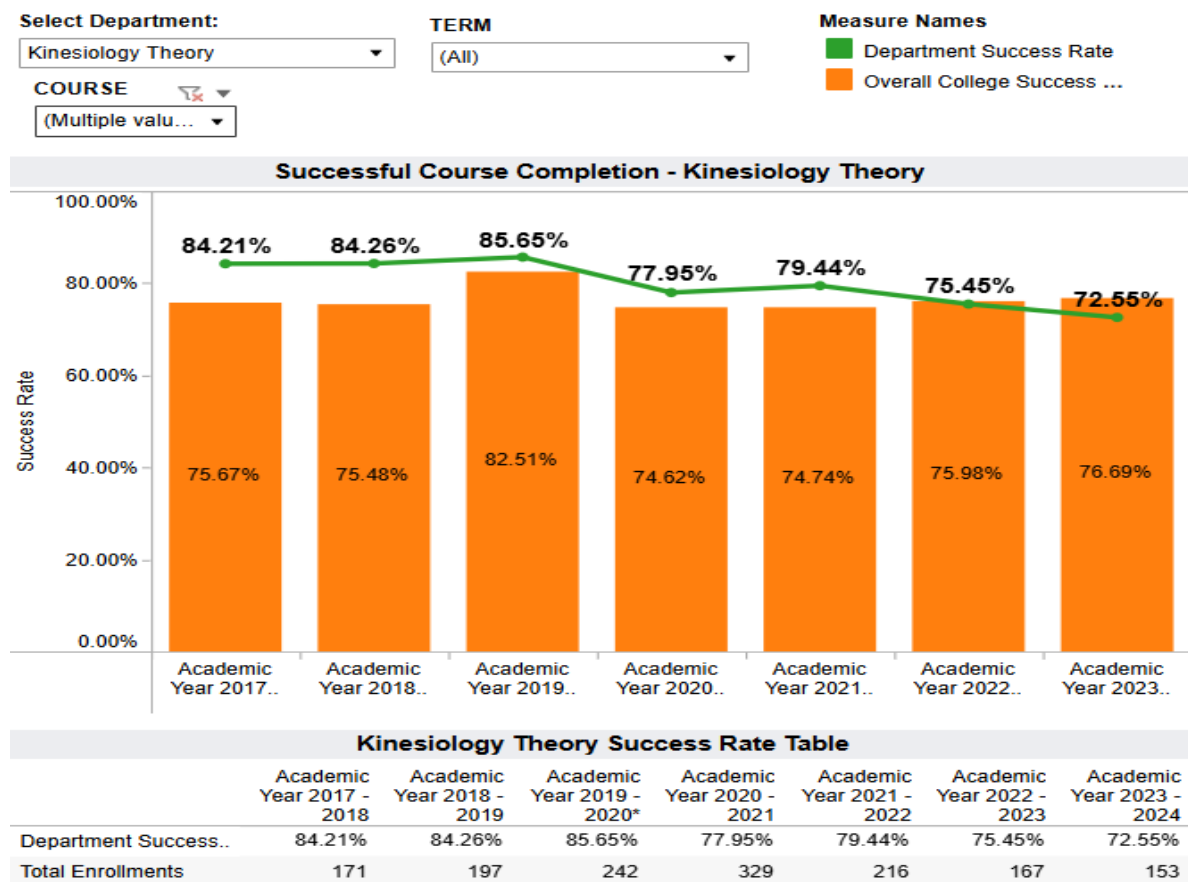 Select Department:
TERM
Measure Names
Kinesiology Theory
(All)
Department Success Rate
Overall College Success ...
COURSE
(Multiple valu...
Successful Course Completion - Kinesiology Theory
Success Rate
100.00%
80.00%
60.00%
40.00%
20.00%
0.00%
84.21%
84.26%
85.65%
77.95%
79.44%
75.45%
72.55%
75.67%
75.48%
82.51%
74.62%
74.74%
75.98%
76.69%
Academic
Year 2017..
Academic
Year 2018..
Academic
Year 2019..
Academic
Year 2020..
Academic
Year 2021..
Academic
Year 2022..
Academic
Year 2023..
Kinesiology Theory Success Rate Table
Academic Academic Academic Academic Academic Academic Academic
Year 2017 - Year 2018 - Year 2019 - Year 2020 - Year 2021 - Year 2022 - Year 2023 -
2018 2019 2020* 2021 2022 2023 2024
Department Success.. 84.21% 84.26% 85.65% 77.95% 79.44% 75.45% 72.55%
Total Enrollments 171 197 242 329 216 167 153